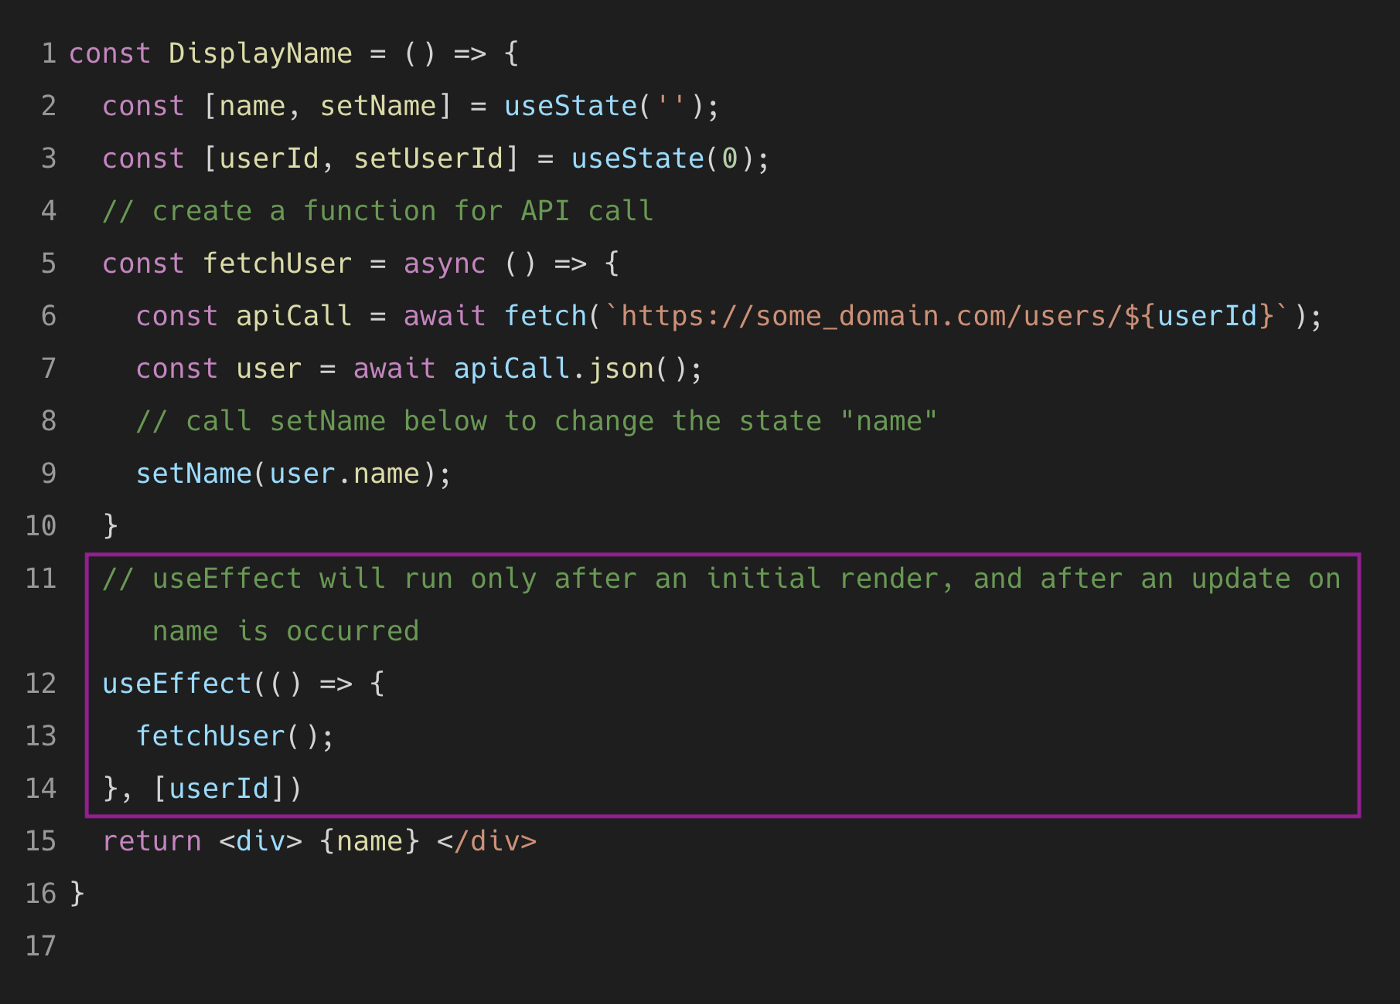 1 const DisplayName = () => {
2   const [name, setName] = useState('');
3   const [userId, setUserId] = useState(0);
4   // create a function for API call
5   const fetchUser = async () => {
6     const apiCall = await fetch(`https://some_domain.com/users/${userId}`);
7     const user = await apiCall.json();
8     // call setName below to change the state "name"
9     setName(user.name);
10   }
11   // useEffect will run only after an initial render, and after an update on
name is occurred
12   useEffect(() => {
13     fetchUser();
14   }, [userId])
15   return <div> {name} </div>
16 }
17